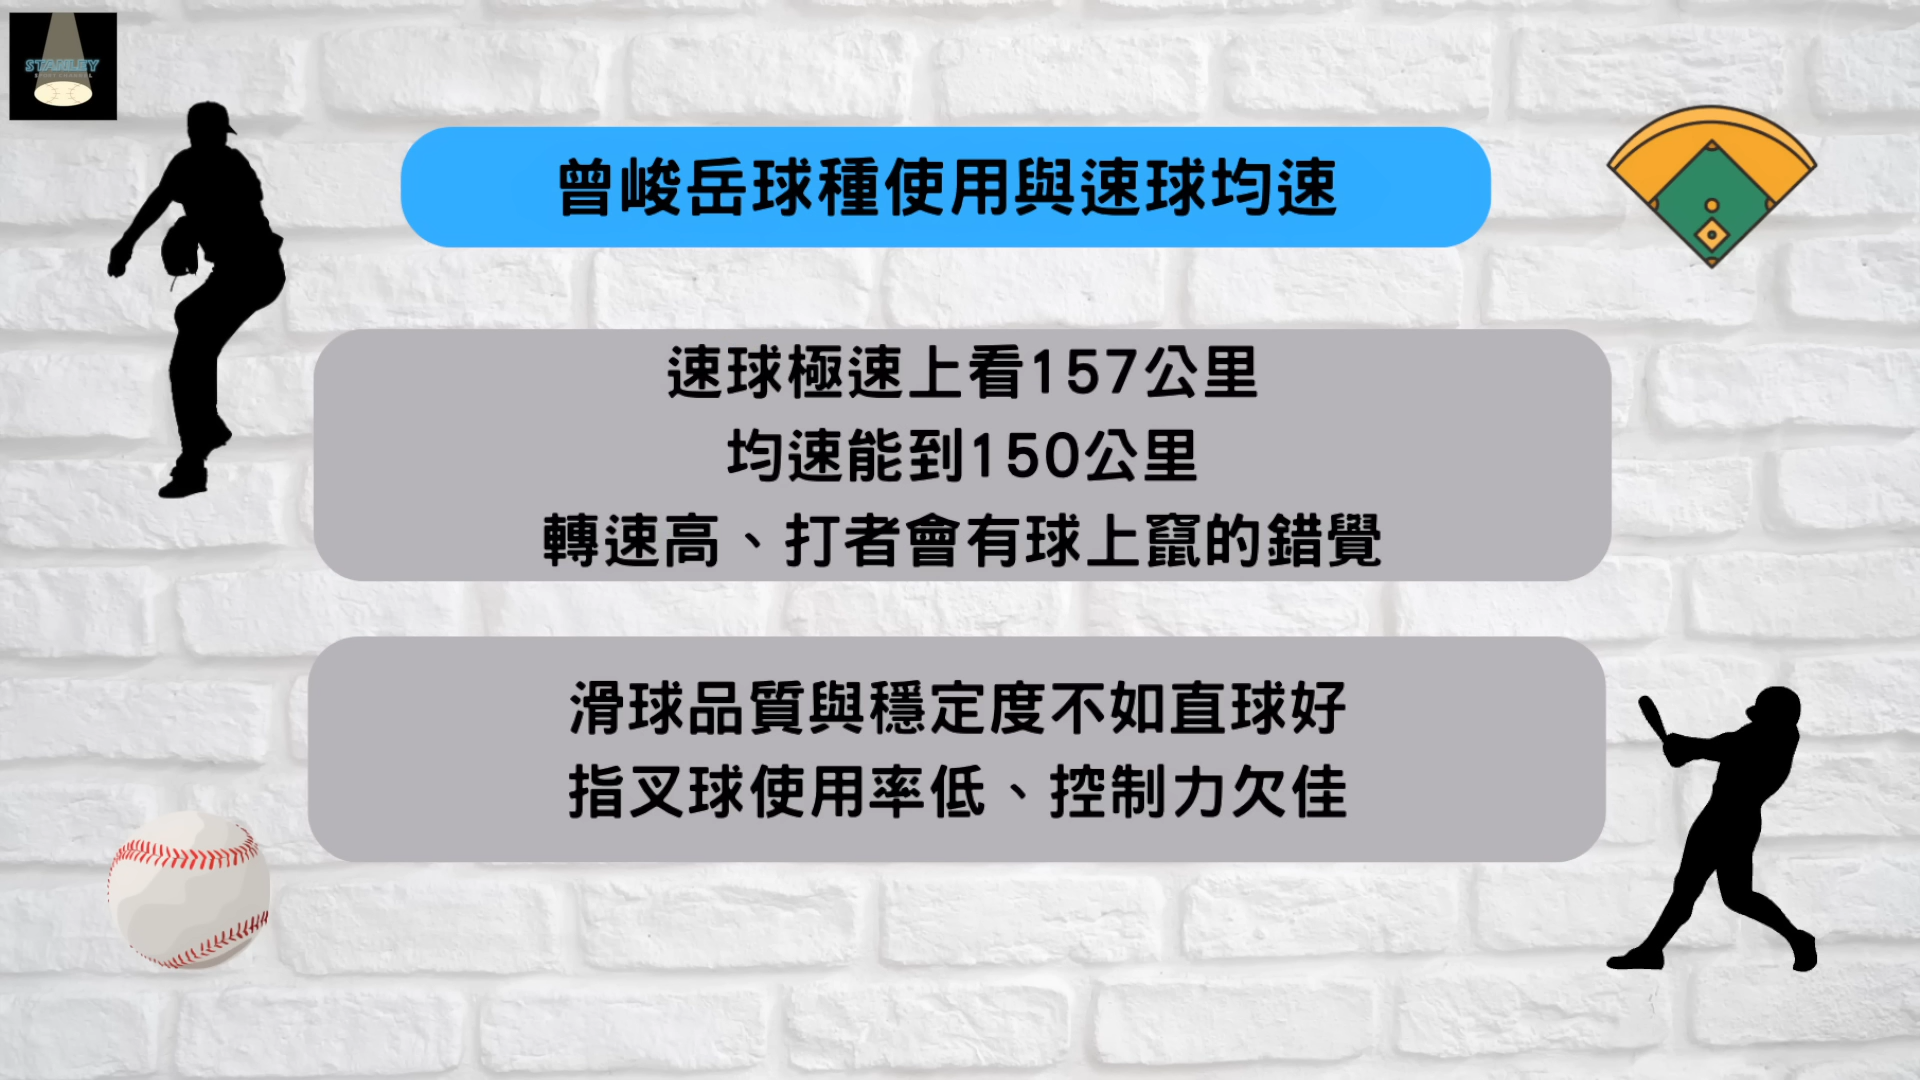 STANLEY
曾峻岳球種使用與速球均速
速球極速上看157公里
均速能到150公里
轉速高、打者會有球上竄的錯覺
滑球品質與穩定度不如直球好
指叉球使用率低、控制力欠佳